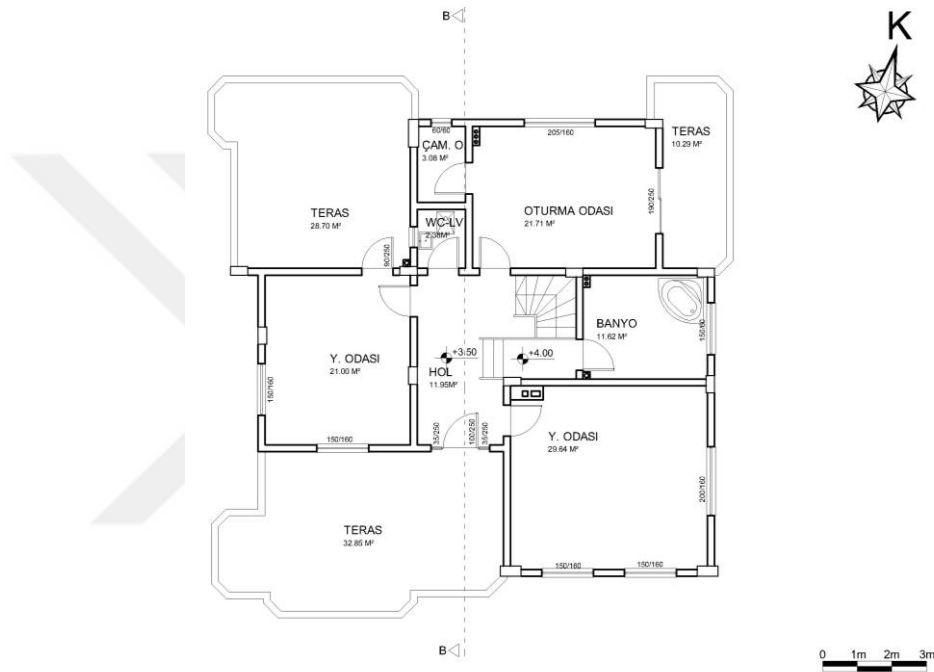 B
K
60/60
ÇAM. O
3.08 M²
205/160
TERAS
10.29 M²
TERAS
28.70 M²
WC-LV
2.38M²
OTURMA ODASI
21.71 M²
190/250
90/250
BANYO
11.62 M²
150/60
Y. ODASI
21.00 M²
+3.50
HOL
11.95M²
+4.00
150/160
150/160
35/250
100/250
35/250
Y. ODASI
29.64 M²
200/160
TERAS
32.85 M²
150/160
150/160
B
0 1m 2m 3m